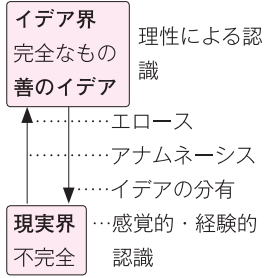 イデア界
完全なもの
善のイデア
理性による認
識
エロース
アナムネーシス
イデアの分有
現実界
不完全
感覚的・経験的
認識